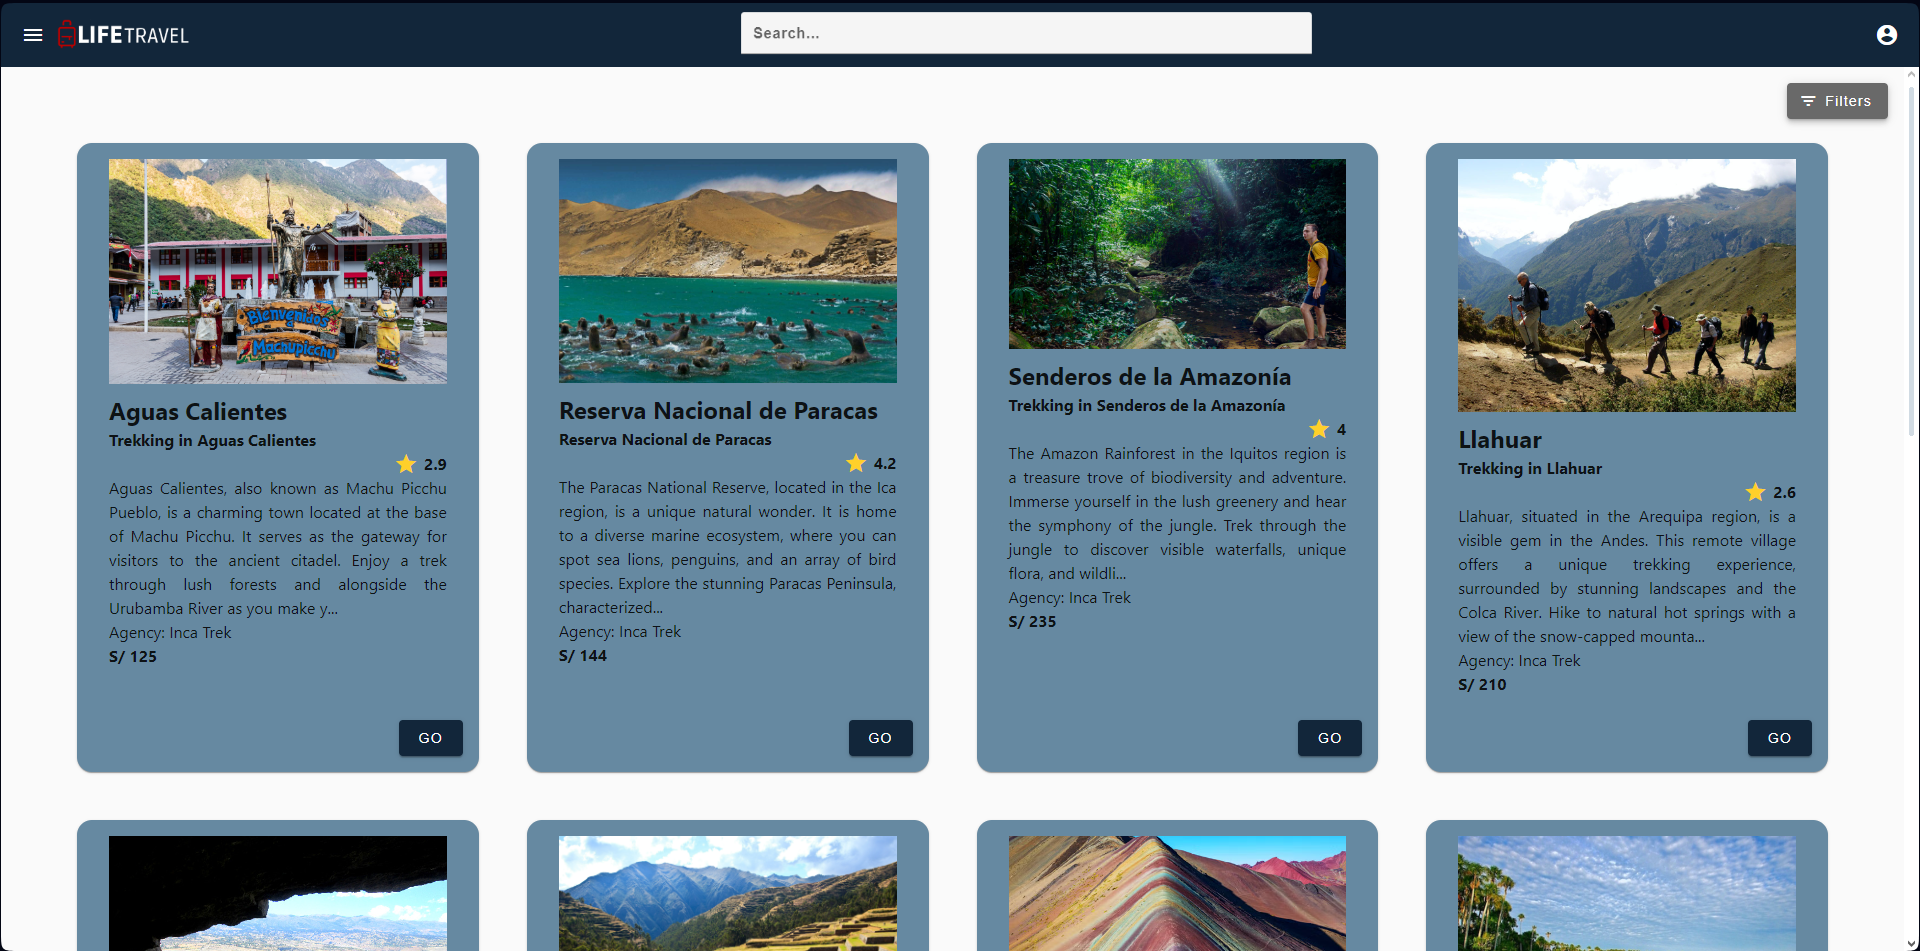 LIFETRAVEL
Search...
Filters
Bienvenidos
Machupicchu
Aguas Calientes
Trekking in Aguas Calientes
2.9
Aguas Calientes, also known as Machu Picchu
Pueblo, is a charming town located at the base
of Machu Picchu. It serves as the gateway for
visitors to the ancient citadel. Enjoy a trek
through lush forests and alongside the
Urubamba River as you make y...
Agency: Inca Trek
S/ 125
GO
Reserva Nacional de Paracas
Reserva Nacional de Paracas
4.2
The Paracas National Reserve, located in the Ica
region, is a unique natural wonder. It is home
to a diverse marine ecosystem, where you can
spot sea lions, penguins, and an array of bird
species. Explore the stunning Paracas Peninsula,
characterized...
Agency: Inca Trek
S/ 144
GO
Senderos de la Amazonía
Trekking in Senderos de la Amazonía
4
The Amazon Rainforest in the Iquitos region is
a treasure trove of biodiversity and adventure.
Immerse yourself in the lush greenery and hear
the symphony of the jungle. Trek through the
jungle to discover visible waterfalls, unique
flora, and wildli...
Agency: Inca Trek
S/ 235
GO
Llahuar
Trekking in Llahuar
2.6
Llahuar, situated in the Arequipa region, is a
visible gem in the Andes. This remote village
offers a unique trekking experience,
surrounded by stunning landscapes and the
Colca River. Hike to natural hot springs with a
view of the snow-capped mounta...
Agency: Inca Trek
S/ 210
GO